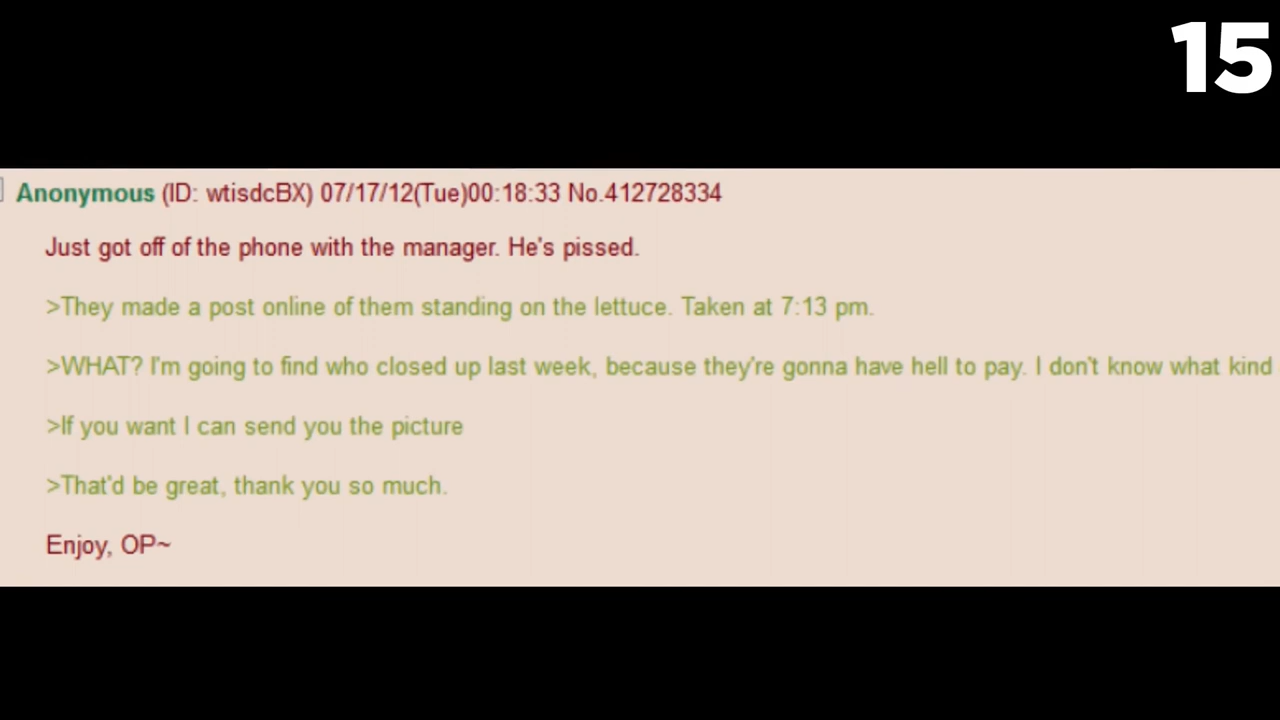 15
Anonymous (ID: wtisdcBX) 07/17/12(Tue)00:18:33 No.412728334
Just got off of the phone with the manager. He's pissed.
>They made a post online of them standing on the lettuce. Taken at 7:13 pm.
>WHAT? I'm going to find who closed up last week, because they're gonna have hell to pay. I don't know what kind
>If you want I can send you the picture
>That'd be great, thank you so much.
Enjoy, OP~